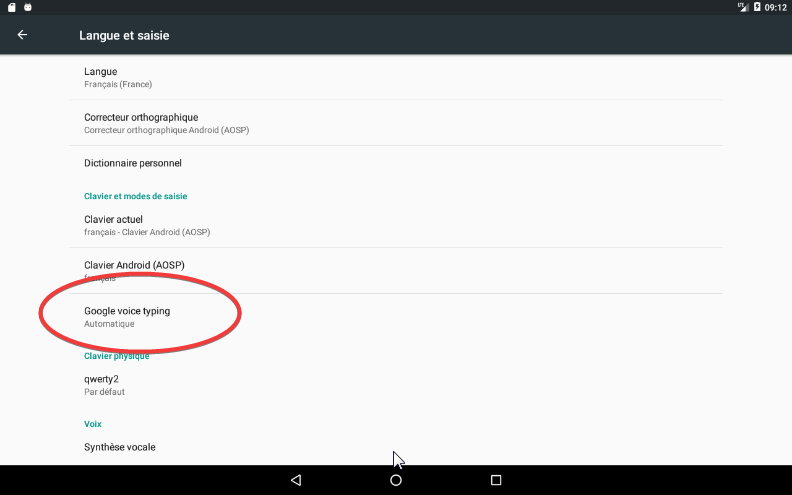 LTE 09:12
Langue et saisie
Langue
Français (France)
Correcteur orthographique
Correcteur orthographique Android (AOSP)
Dictionnaire personnel
Clavier et modes de saisie
Clavier actuel
français - Clavier Android (AOSP)
Clavier Android (AOSP)
français
Google voice typing
Automatique
Clavier physique
qwerty2
Par défaut
Voix
Synthèse vocale